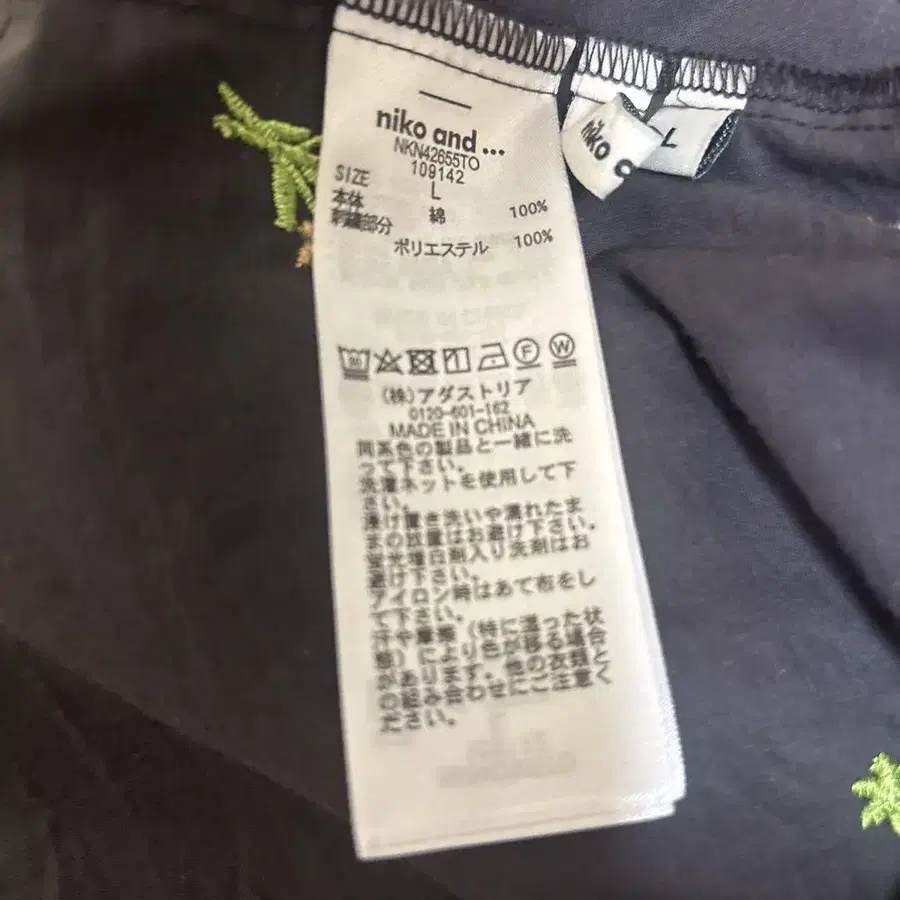 niko and ...
NKN42655TO
109142
SIZE L
本体 綿 100%
刺繍部分
ポリエステル 100%
(株)アダストリア
0120-601-162
MADE IN CHINA
同系色の製品と一緒に洗
って下さい。
洗濯ネットを使用して下
さい。
漬け置き洗いや濡れたま
まの放置はお避け下さい。
蛍光増白剤入り洗剤はお
避け下さい。
アイロン時はあて布をし
て下さい。
汗や摩擦(特に湿った状
態)により色が移る場合
があります。他の衣類と
の組み合わせにご注意く
ださい。
niko
L